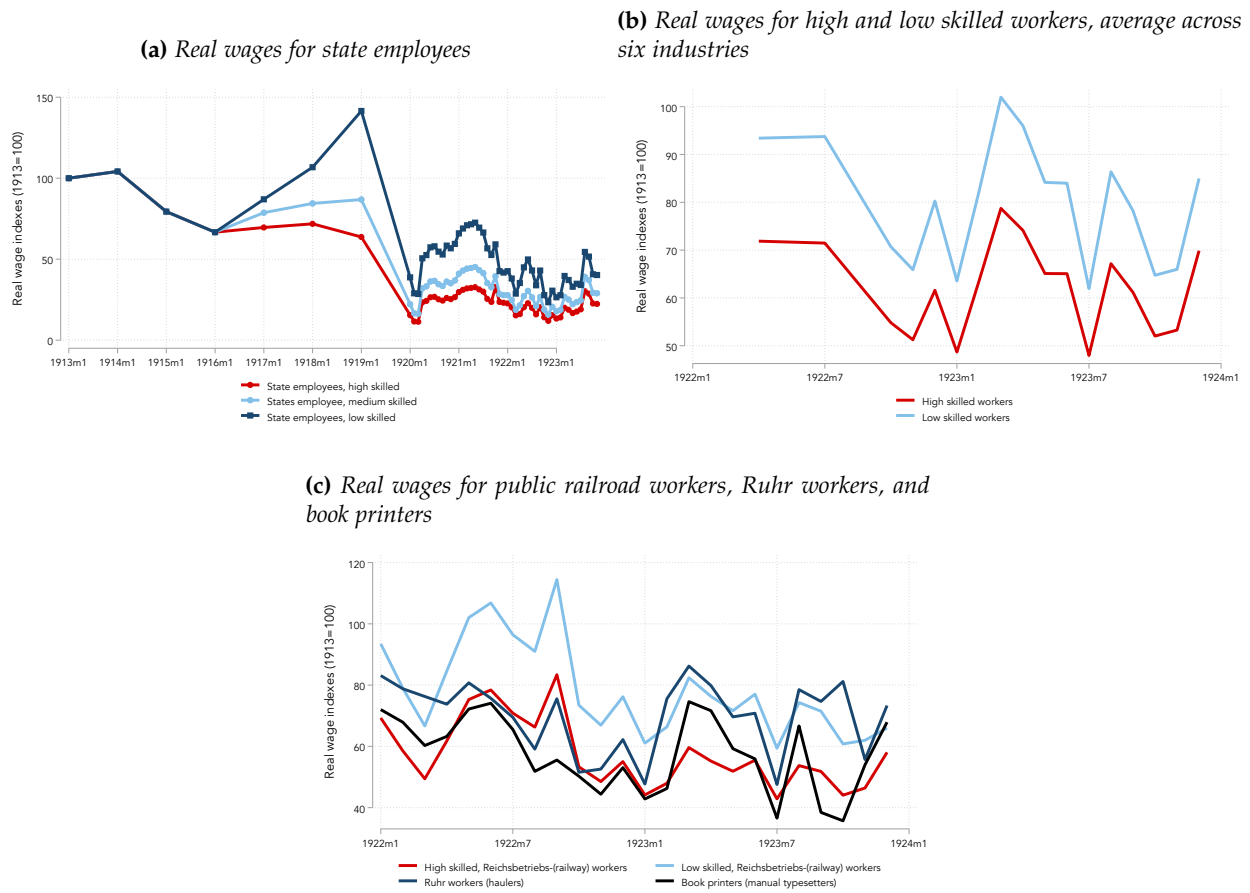 (a) Real wages for state employees
Real wage indexes (1913=100)
150
100
50
0
1913m1 1914m1 1915m1 1916m1 1917m1 1918m1 1919m1 1920m1 1921m1 1922m1 1923m1
State employees, high skilled
States employee, medium skilled
State employees, low skilled
(b) Real wages for high and low skilled workers, average across
six industries
Real wage indexes (1913=100)
100
90
80
70
60
50
1922m1 1922m7 1923m1 1923m7 1924m1
High skilled workers
Low skilled workers
(c) Real wages for public railroad workers, Ruhr workers, and
book printers
Real wage indexes (1913=100)
120
100
80
60
40
1922m1 1922m7 1923m1 1923m7 1924m1
High skilled, Reichsbetriebs-(railway) workers Low skilled, Reichsbetriebs-(railway) workers
Ruhr workers (haulers) Book printers (manual typesetters)